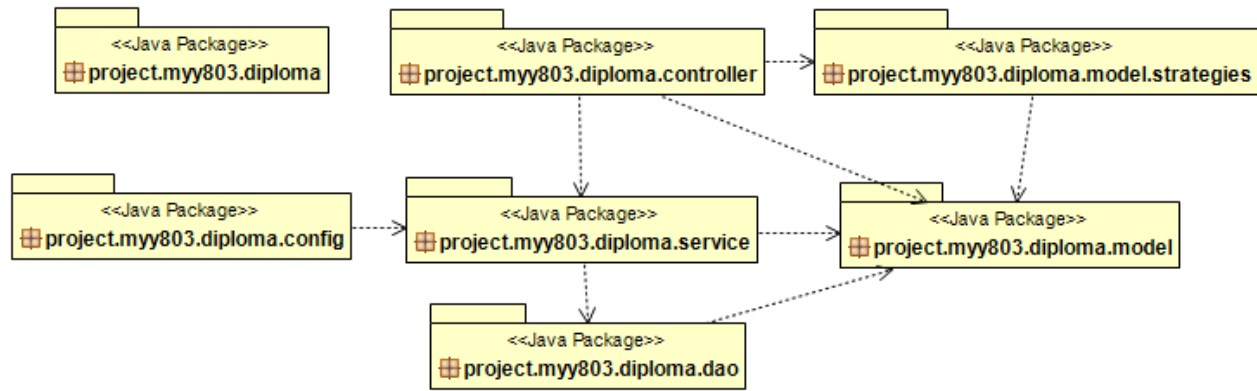 <<Java Package>>
project.myy803.diploma
<<Java Package>>
project.myy803.diploma.controller
<<Java Package>>
project.myy803.diploma.model.strategies
<<Java Package>>
project.myy803.diploma.config
<<Java Package>>
project.myy803.diploma.service
<<Java Package>>
project.myy803.diploma.model
<<Java Package>>
project.myy803.diploma.dao